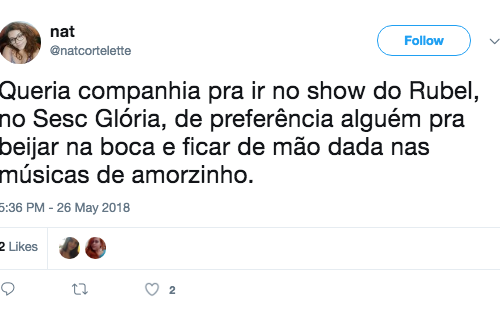 nat
@natcortelette
Follow
Queria companhia pra ir no show do Rubel,
no Sesc Glória, de preferência alguém pra
beijar na boca e ficar de mão dada nas
músicas de amorzinho.
5:36 PM - 26 May 2018
2 Likes
2